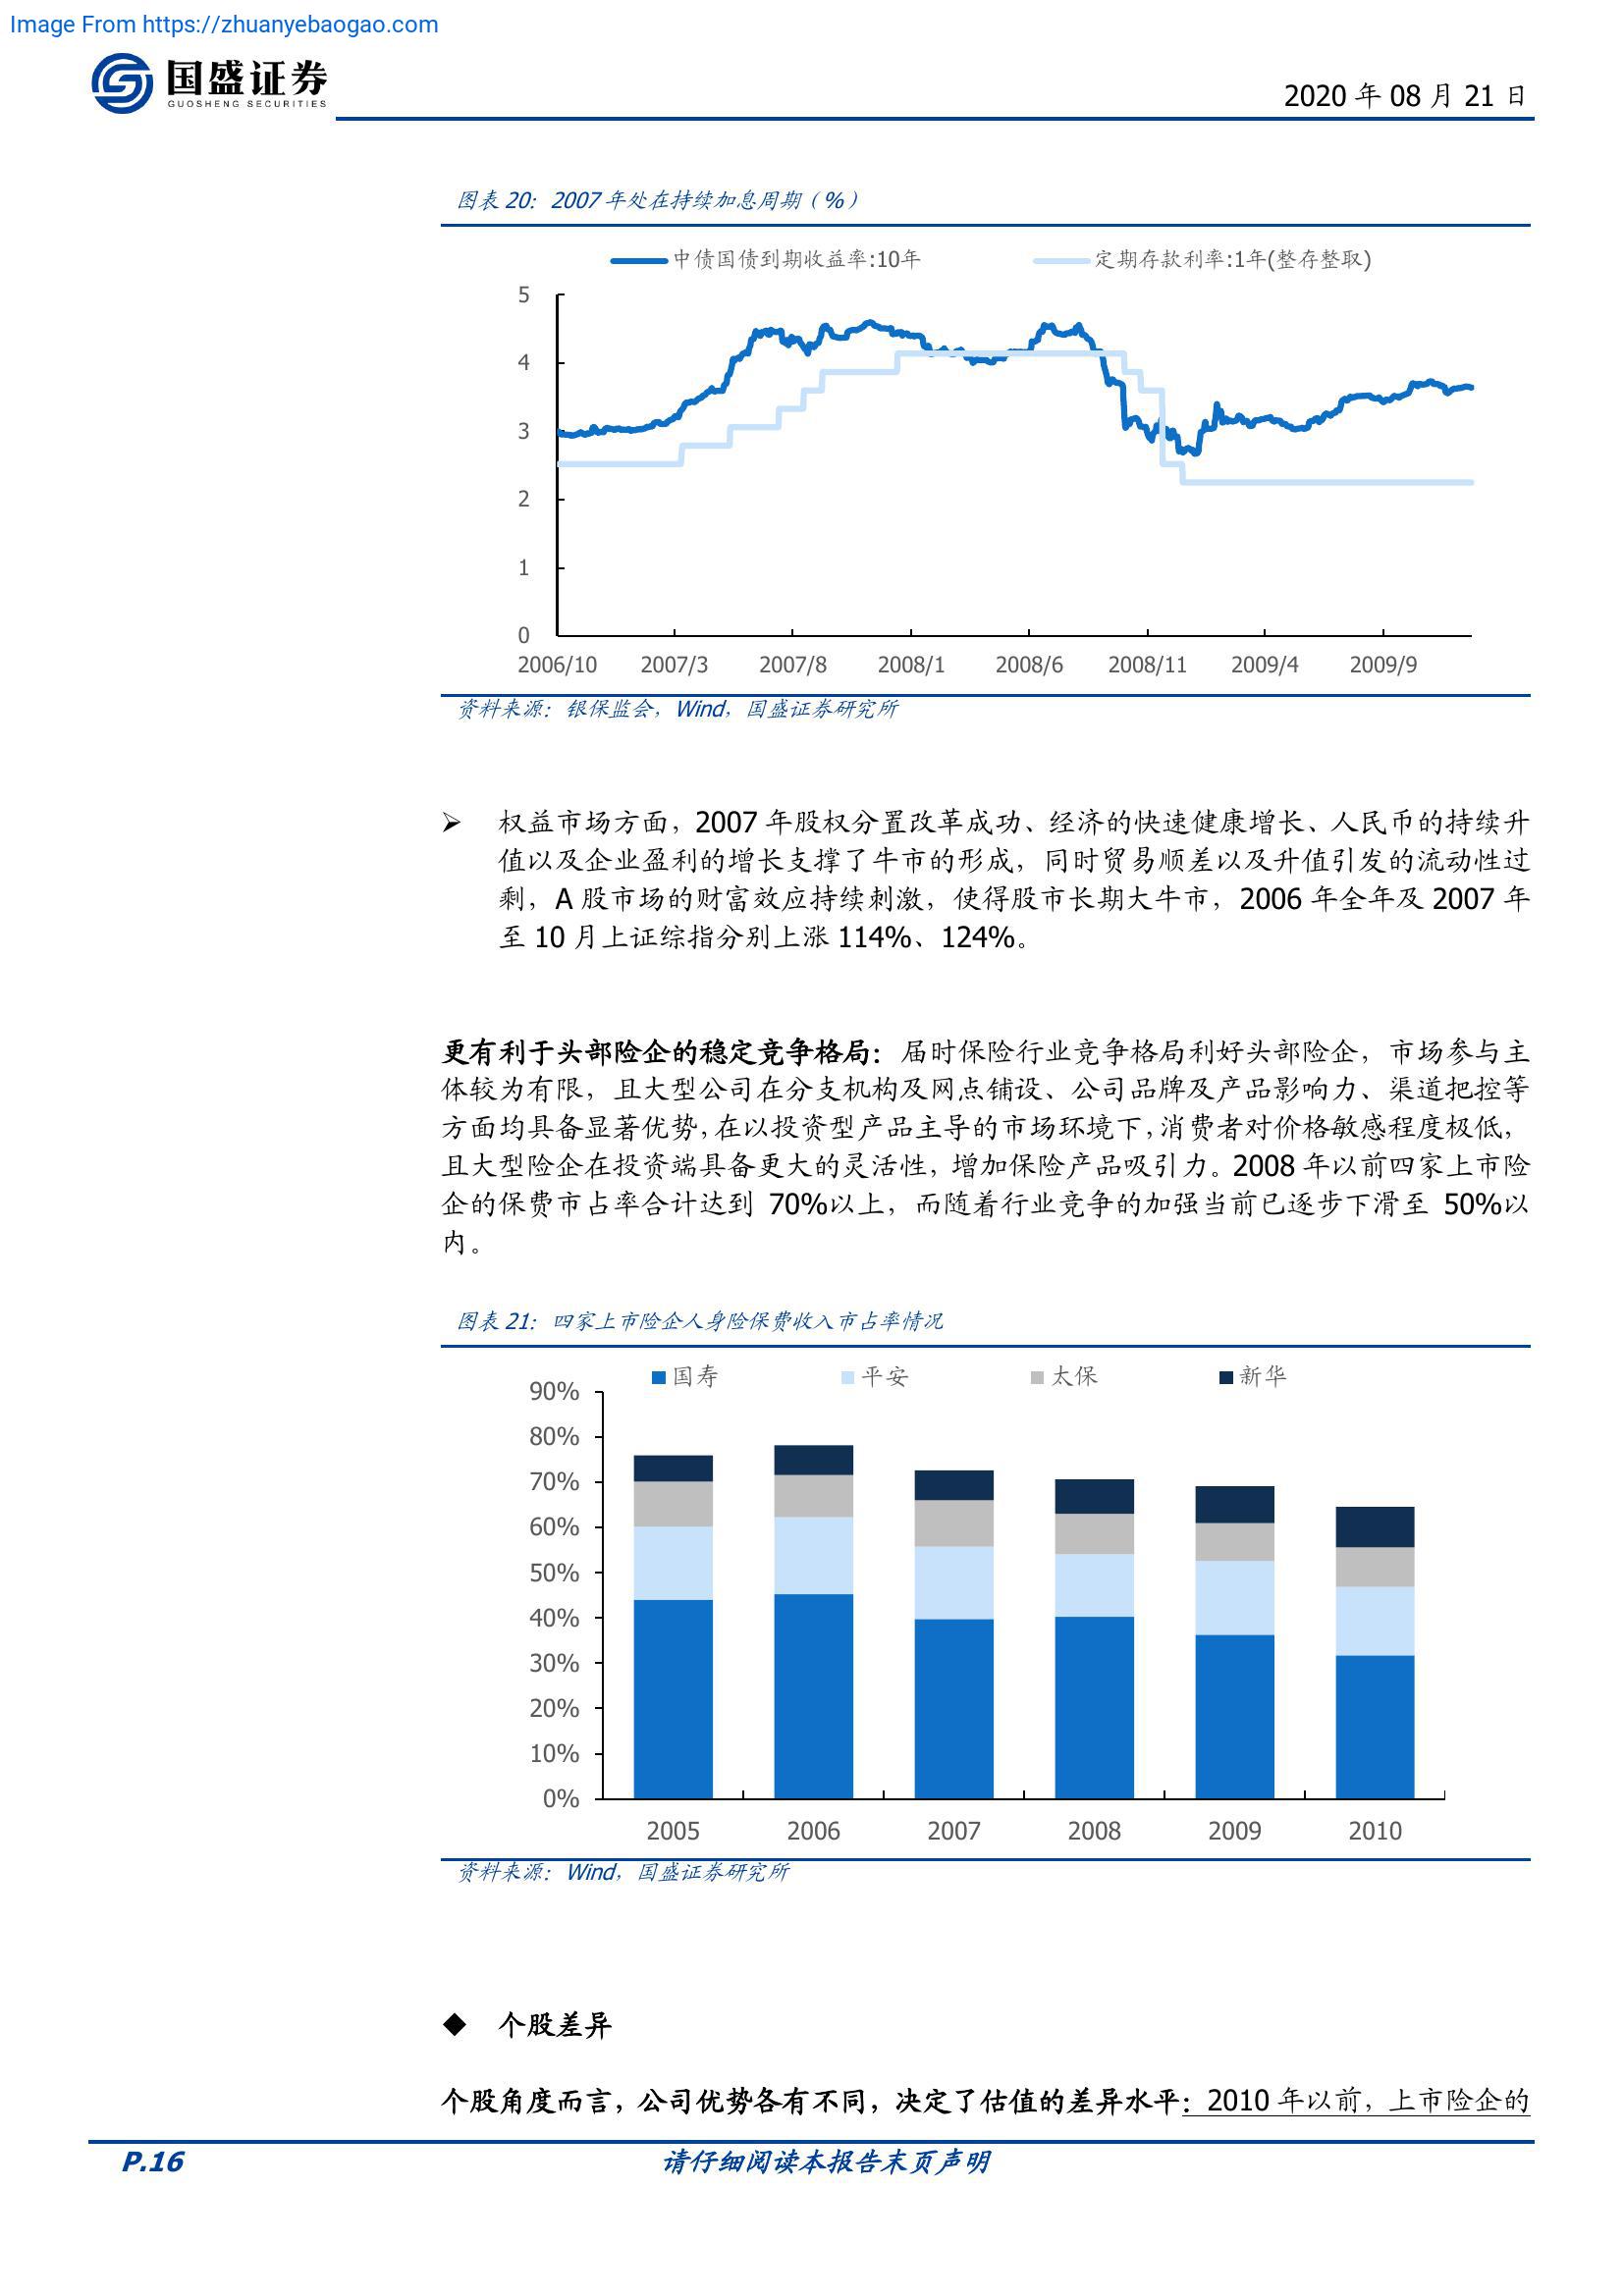 Image From https://zhuanyebaogao.com
国盛证券
GUOSHENG SECURITIES
2020 年 08 月 21 日
图表 20：2007 年处在持续加息周期（%）
中债国债到期收益率:10年
定期存款利率:1年(整存整取)
5
4
3
2
1
0
2006/10 2007/3 2007/8 2008/1 2008/6 2008/11 2009/4 2009/9
资料来源：银保监会，Wind，国盛证券研究所
➢ 权益市场方面，2007 年股权分置改革成功、经济的快速健康增长、人民币的持续升
值以及企业盈利的增长支撑了牛市的形成，同时贸易顺差以及升值引发的流动性过
剩，A 股市场的财富效应持续刺激，使得股市长期大牛市，2006 年全年及 2007 年
至 10 月上证综指分别上涨 114%、124%。
更有利于头部险企的稳定竞争格局：届时保险行业竞争格局利好头部险企，市场参与主
体较为有限，且大型公司在分支机构及网点铺设、公司品牌及产品影响力、渠道把控等
方面均具备显著优势，在以投资型产品主导的市场环境下，消费者对价格敏感程度极低，
且大型险企在投资端具备更大的灵活性，增加保险产品吸引力。2008 年以前四家上市险
企的保费市占率合计达到 70%以上，而随着行业竞争的加强当前已逐步下滑至 50%以
内。
图表 21：四家上市险企人身险保费收入市占率情况
国寿 平安 太保 新华
90%
80%
70%
60%
50%
40%
30%
20%
10%
0%
2005 2006 2007 2008 2009 2010
资料来源：Wind，国盛证券研究所
◆ 个股差异
个股角度而言，公司优势各有不同，决定了估值的差异水平：2010 年以前，上市险企的
P.16
请仔细阅读本报告末页声明